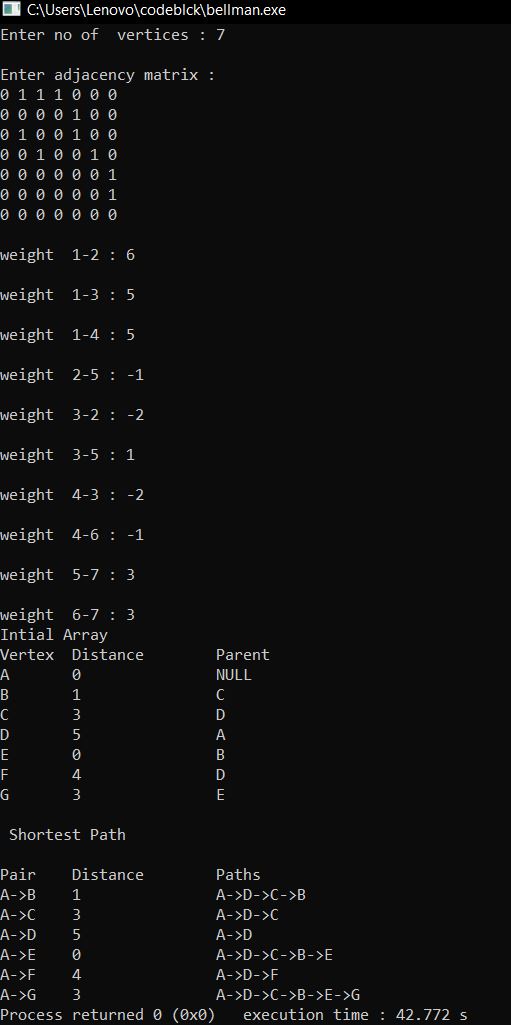 C:\Users\Lenovo\codeblck\bellman.exe
Enter no of  vertices : 7
Enter adjacency matrix :
0 1 1 1 0 0 0
0 0 0 0 1 0 0
0 1 0 0 1 0 0
0 0 1 0 0 1 0
0 0 0 0 0 0 1
0 0 0 0 0 0 1
0 0 0 0 0 0 0
weight  1-2 : 6
weight  1-3 : 5
weight  1-4 : 5
weight  2-5 : -1
weight  3-2 : -2
weight  3-5 : 1
weight  4-3 : -2
weight  4-6 : -1
weight  5-7 : 3
weight  6-7 : 3
Intial Array
Vertex  Distance        Parent
A       0               NULL
B       1               C
C       3               D
D       5               A
E       0               B
F       4               D
G       3               E
Shortest Path
Pair    Distance        Paths
A->B    1               A->D->C->B
A->C    3               A->D->C
A->D    5               A->D
A->E    0               A->D->C->B->E
A->F    4               A->D->F
A->G    3               A->D->C->B->E->G
Process returned 0 (0x0)   execution time : 42.772 s